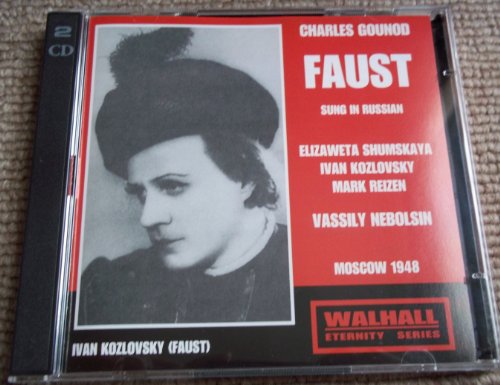 2
CD
CHARLES GOUNOD
FAUST
SUNG IN RUSSIAN
ELIZAWETA SHUMSKAYA
IVAN KOZLOVSKY
MARK REIZEN
VASSILY NEBOLSIN
MOSCOW 1948
WALHALL
ETERNITY SERIES
IVAN KOZLOVSKY (FAUST)